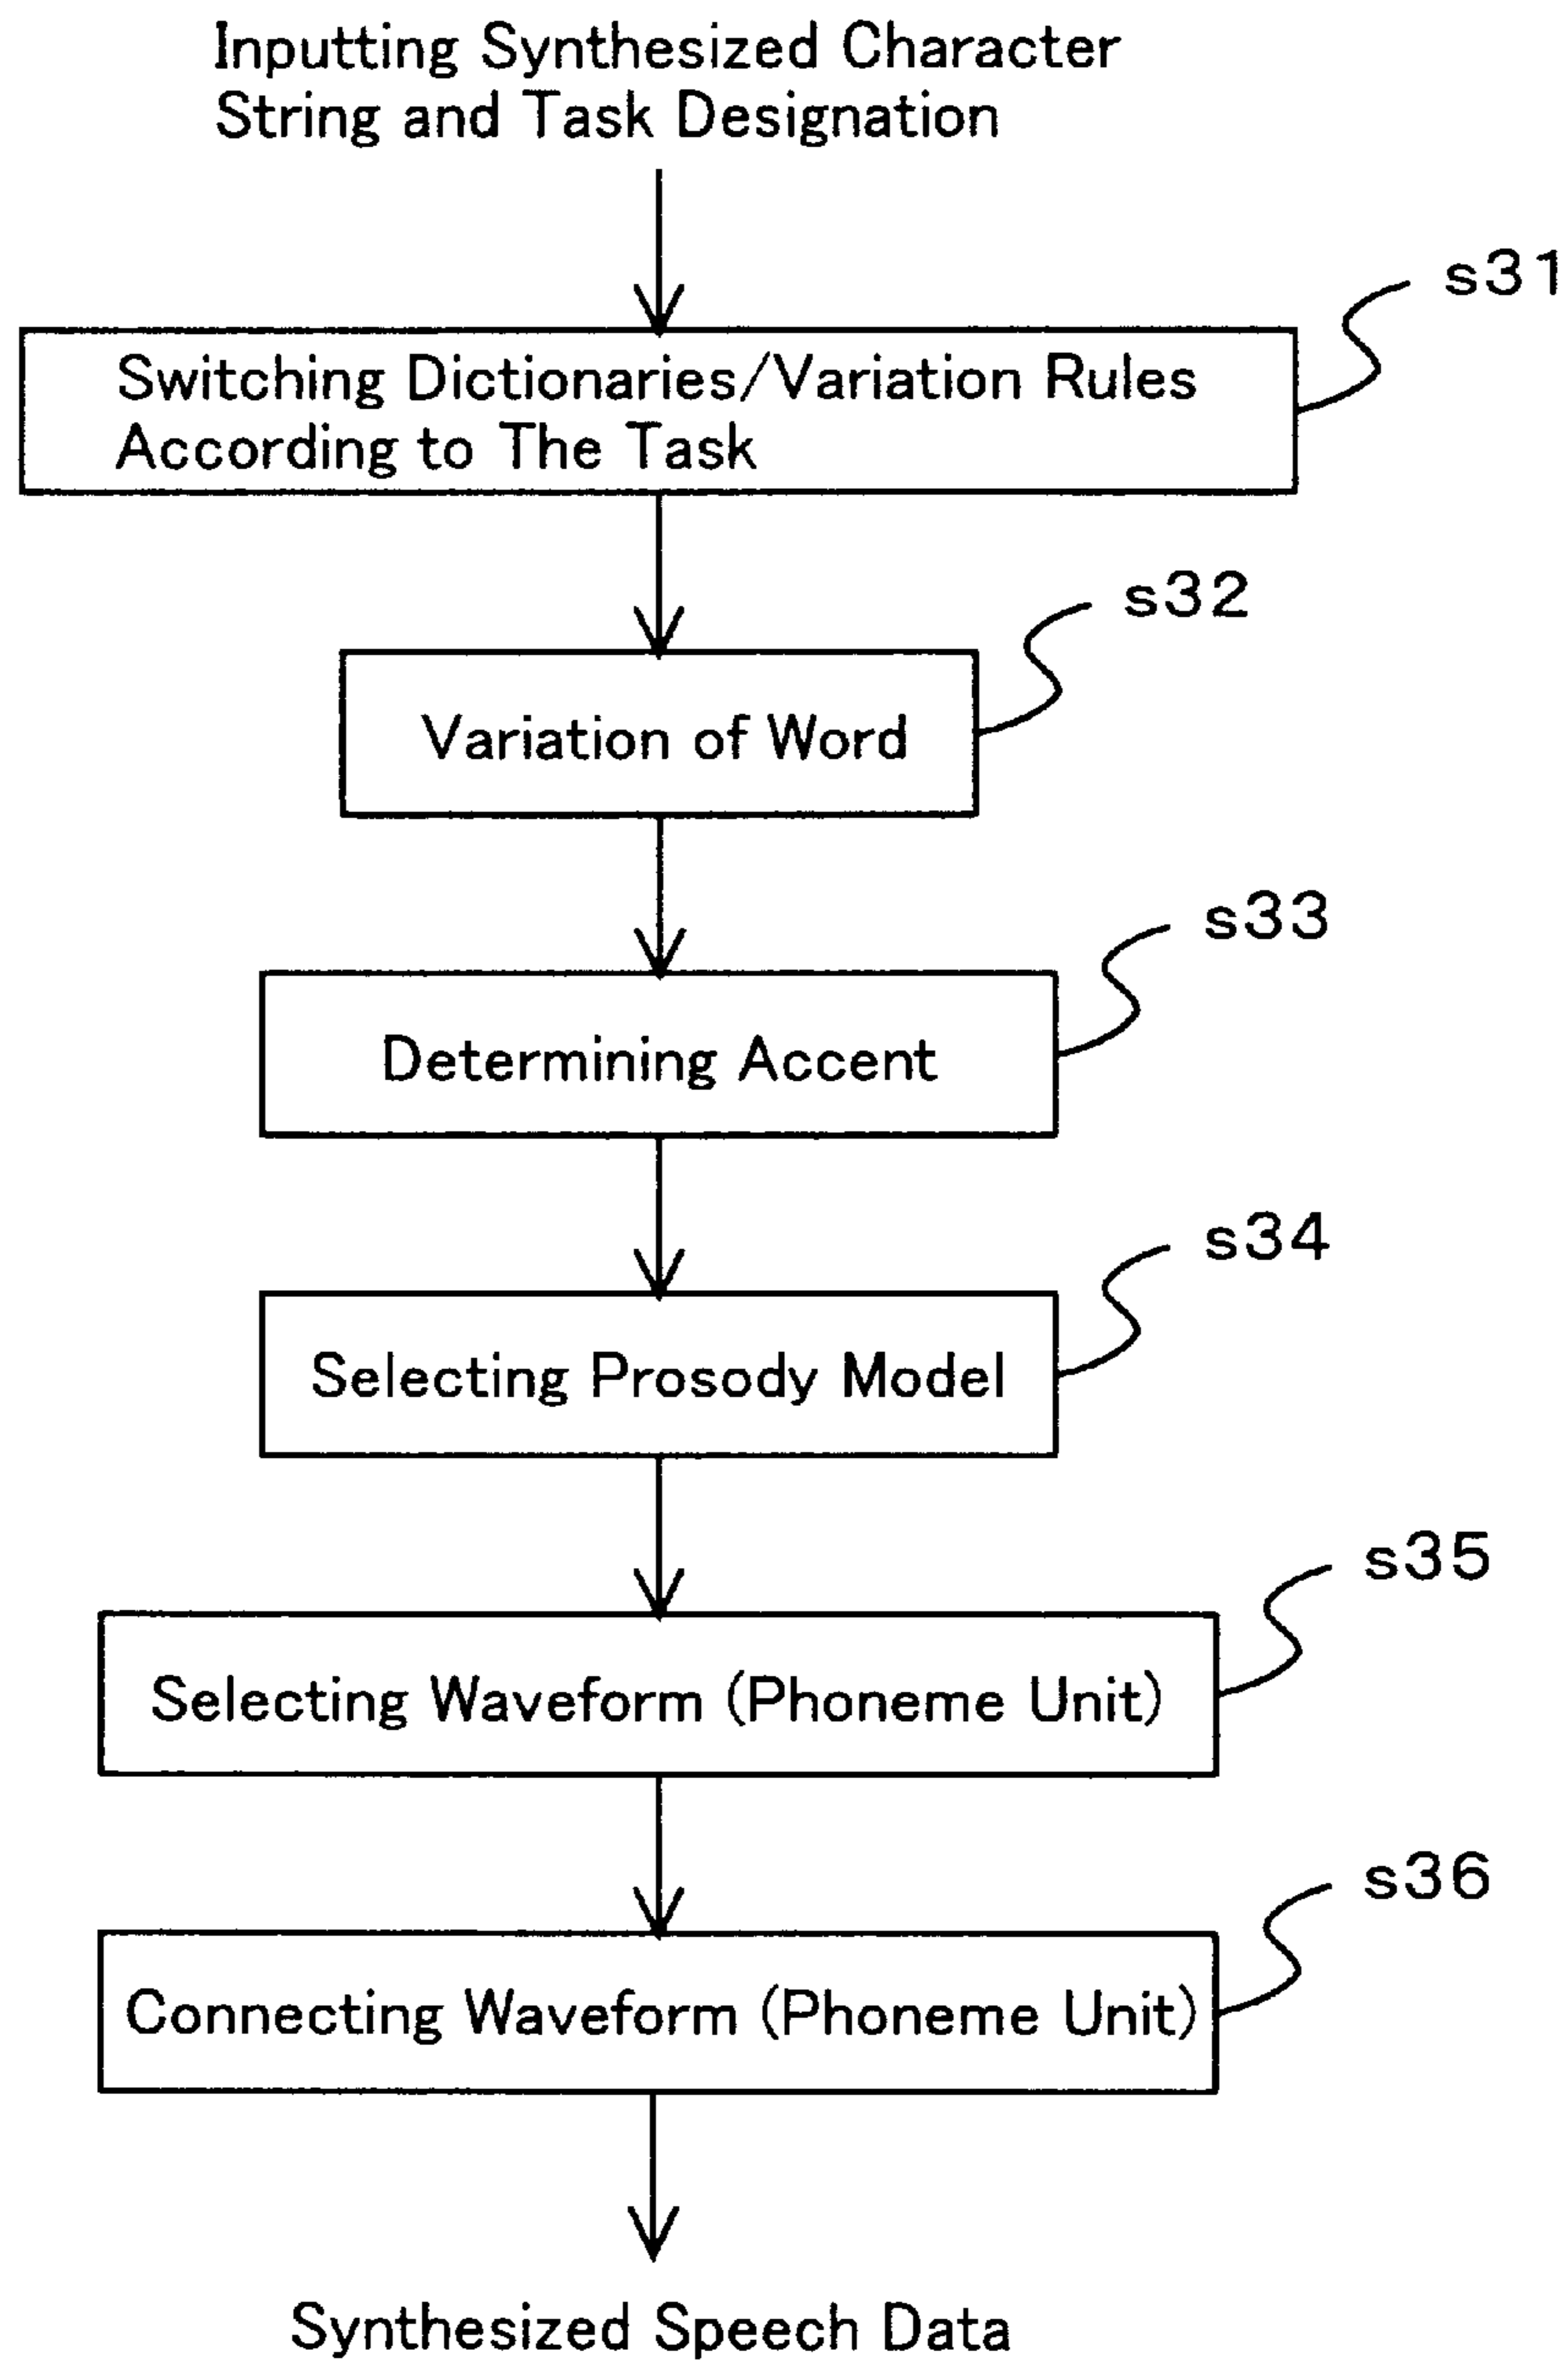 Inputting Synthesized Character
String and Task Designation
s31
Switching Dictionaries/Variation Rules
According to The Task
s32
Variation of Word
s33
Determining Accent
s34
Selecting Prosody Model
s35
Selecting Waveform (Phoneme Unit)
s36
Connecting Waveform (Phoneme Unit)
Synthesized Speech Data